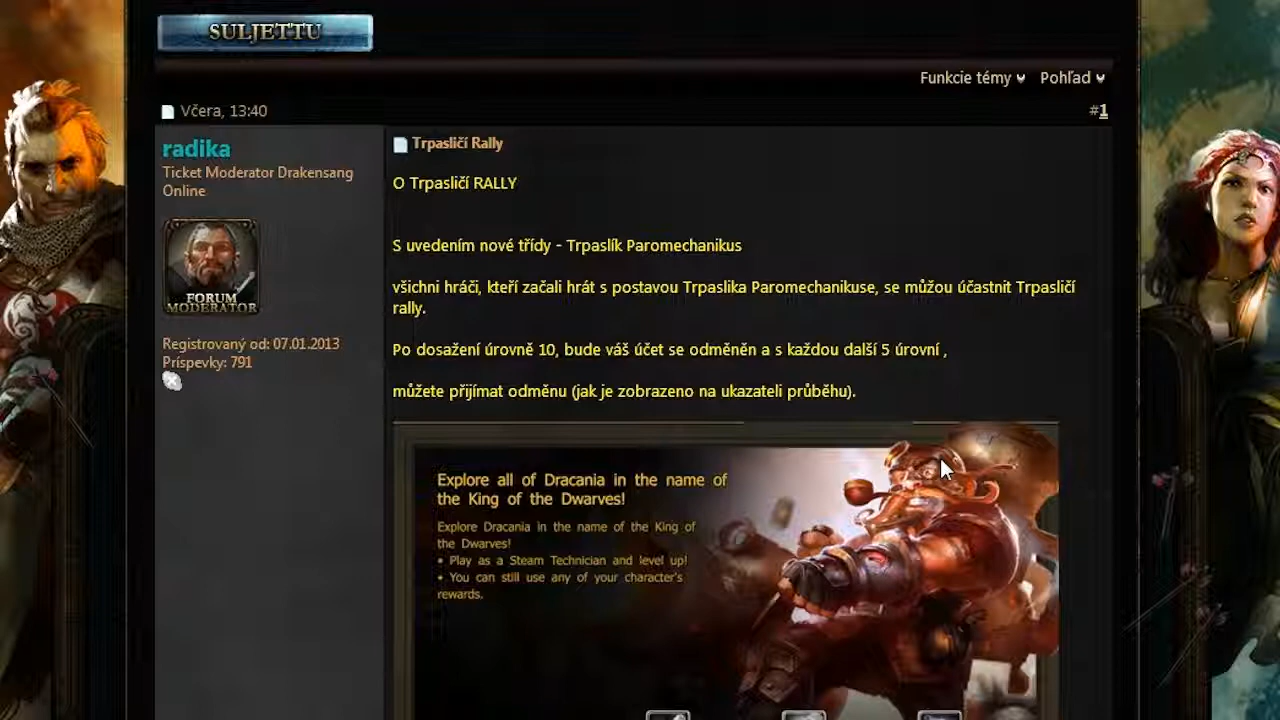 SULJETTU
Funkcie témy Pohľad
Včera, 13:40 #1
radika
Ticket Moderator Drakensang
Online
FORUM
MODERATOR
Registrovaný od: 07.01.2013
Príspevky: 791
Trpasličí Rally
O Trpasličí RALLY
S uvedením nové třídy - Trpaslík Paromechanikus
všichni hráči, kteří začali hrát s postavou Trpaslika Paromechanikuse, se můžou účastnit Trpasličí
rally.
Po dosažení úrovně 10, bude váš účet se odměněn a s každou další 5 úrovní ,
můžete přijímat odměnu (jak je zobrazeno na ukazateli průběhu).
Explore all of Dracania in the name of
the King of the Dwarves!
Explore Dracania in the name of the King of
the Dwarves!
• Play as a Steam Technician and level up!
• You can still use any of your character's
rewards.